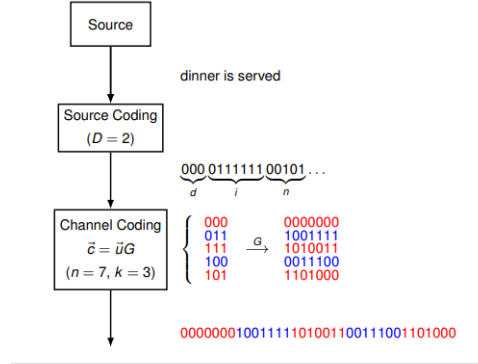 Source
dinner is served
Source Coding
(D = 2)
000 0111111 00101 . . .
d i n
Channel Coding
c⃗ = u⃗G
(n = 7, k = 3)
000 0000000
011 1001111
111 G⟶ 1010011
100 0011100
101 1101000
00000001001111101001100111001101000